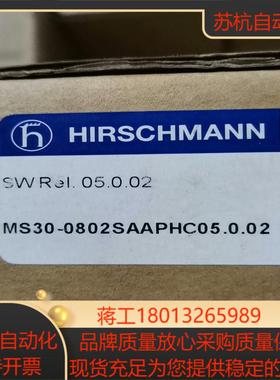 苏杭自动
HIRSCHMANN
SW Rel. 05.0.02
MS30-0802SAAPHC05.0.02
蒋工18013265989
自动化
开票
品牌质量放心采购质量保
现货充足为您提供稳定的